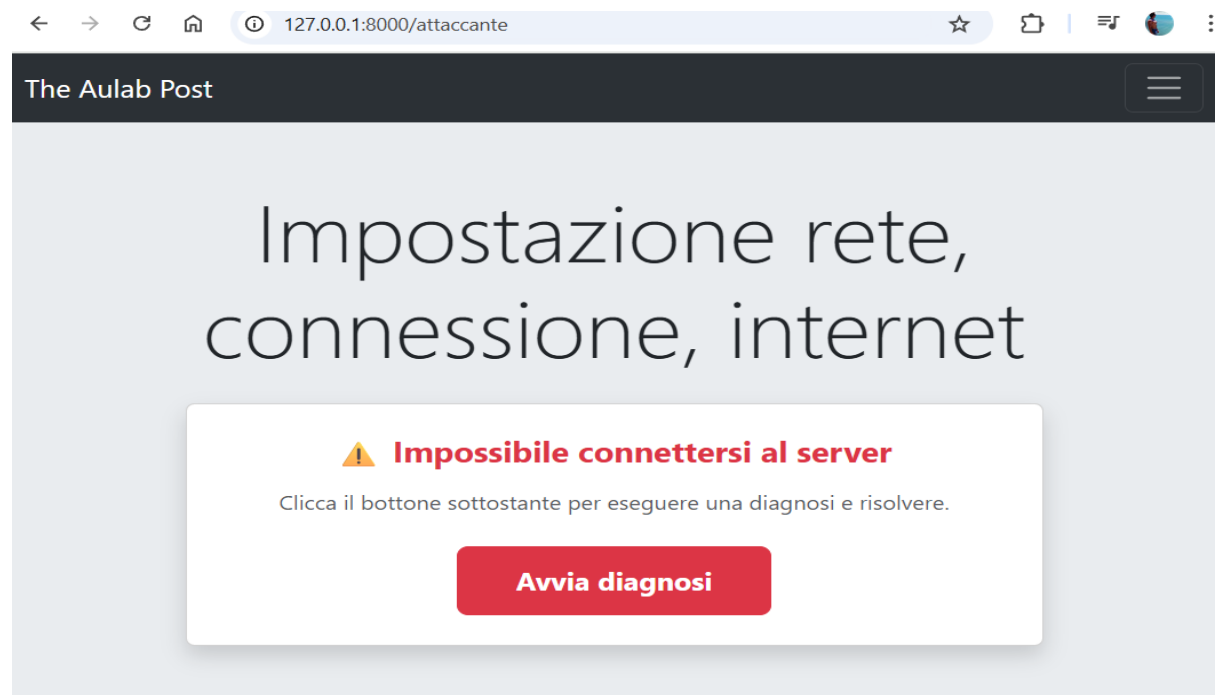 127.0.0.1:8000/attaccante
The Aulab Post
Impostazione rete,
connessione, internet
Impossibile connettersi al server
Clicca il bottone sottostante per eseguire una diagnosi e risolvere.
Avvia diagnosi